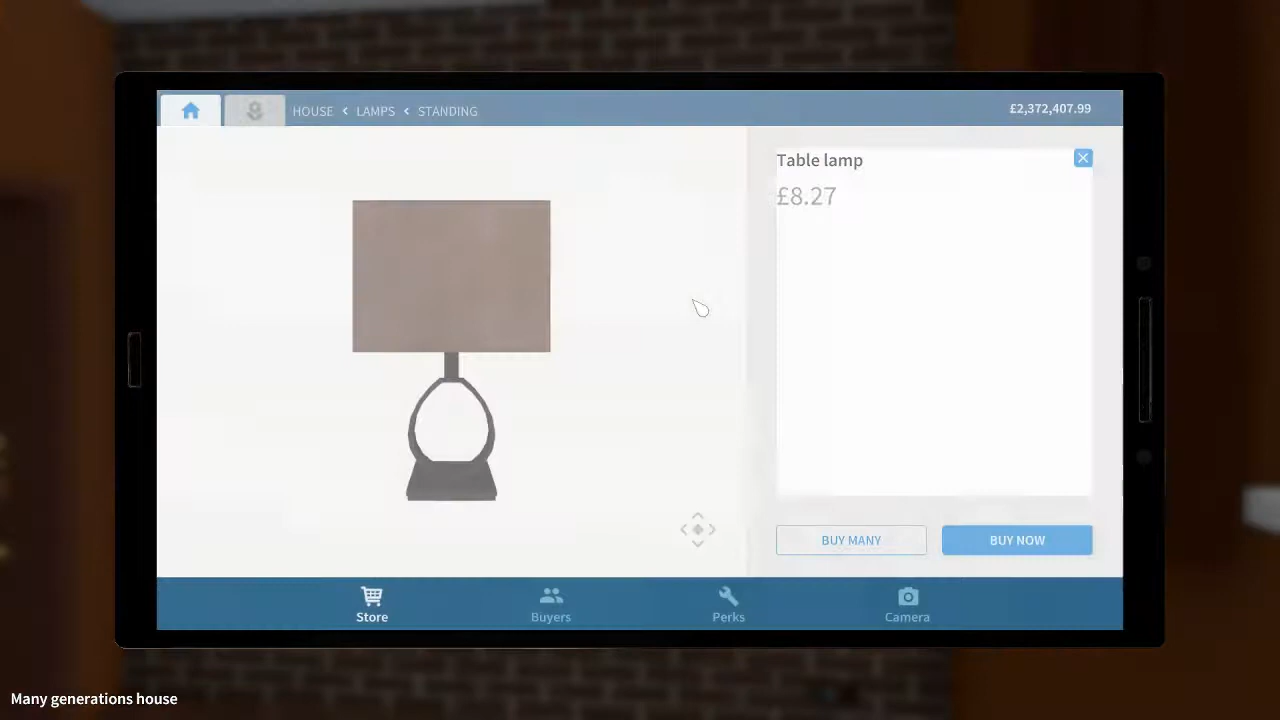 HOUSE < LAMPS < STANDING
£2,372,407.99
Table lamp
£8.27
BUY MANY
BUY NOW
Store
Buyers
Perks
Camera
Many generations house